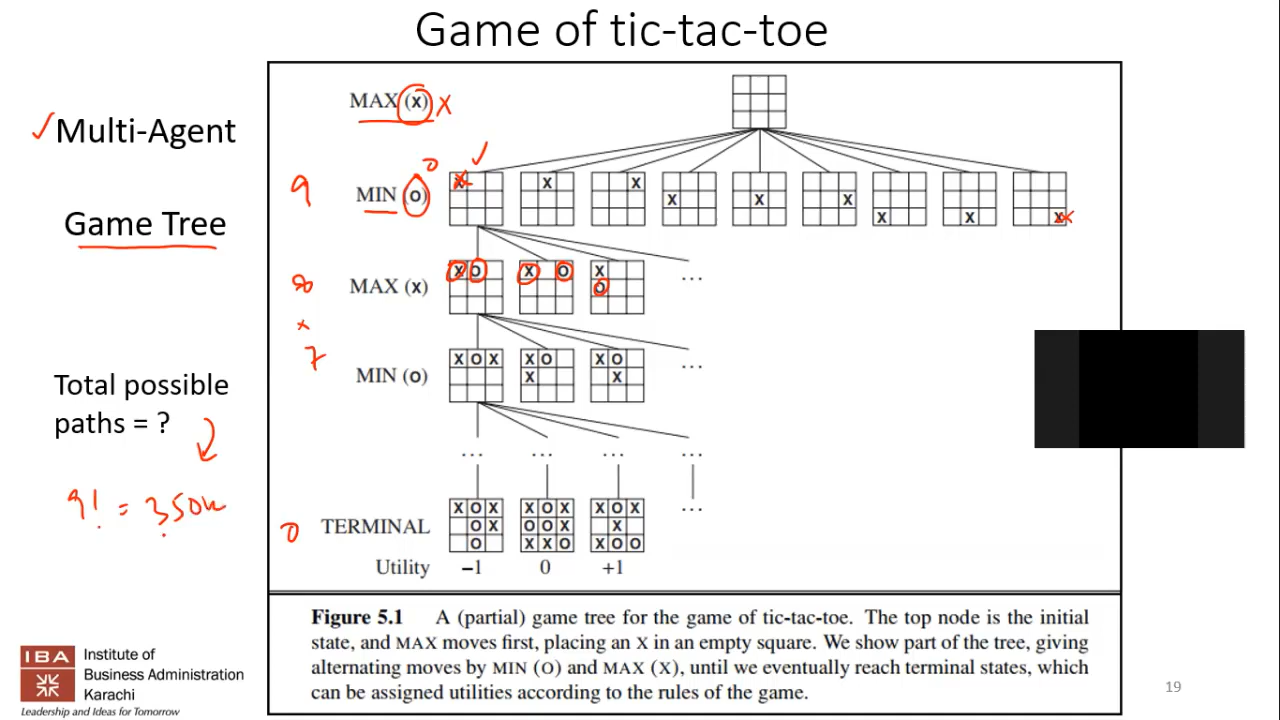 Game of tic-tac-toe
MAX (x) X
✓ Multi-Agent
9 MIN (o) o ✓
X X X X X X X X X
Game Tree
8 MAX (x)
X O X O X ...
O
x
7
MIN (o)
X O X X O X O ...
X X
Total possible
paths = ?
... ... ... ...
9! = 350k
X O X X O X X O X ...
0 TERMINAL O X O O X X
O X X O X O O
Utility –1 0 +1
Figure 5.1 A (partial) game tree for the game of tic-tac-toe. The top node is the initial
state, and MAX moves first, placing an X in an empty square. We show part of the tree, giving
alternating moves by MIN (O) and MAX (X), until we eventually reach terminal states, which
can be assigned utilities according to the rules of the game.
IBA
Institute of
Business Administration
Karachi
Leadership and Ideas for Tomorrow
19